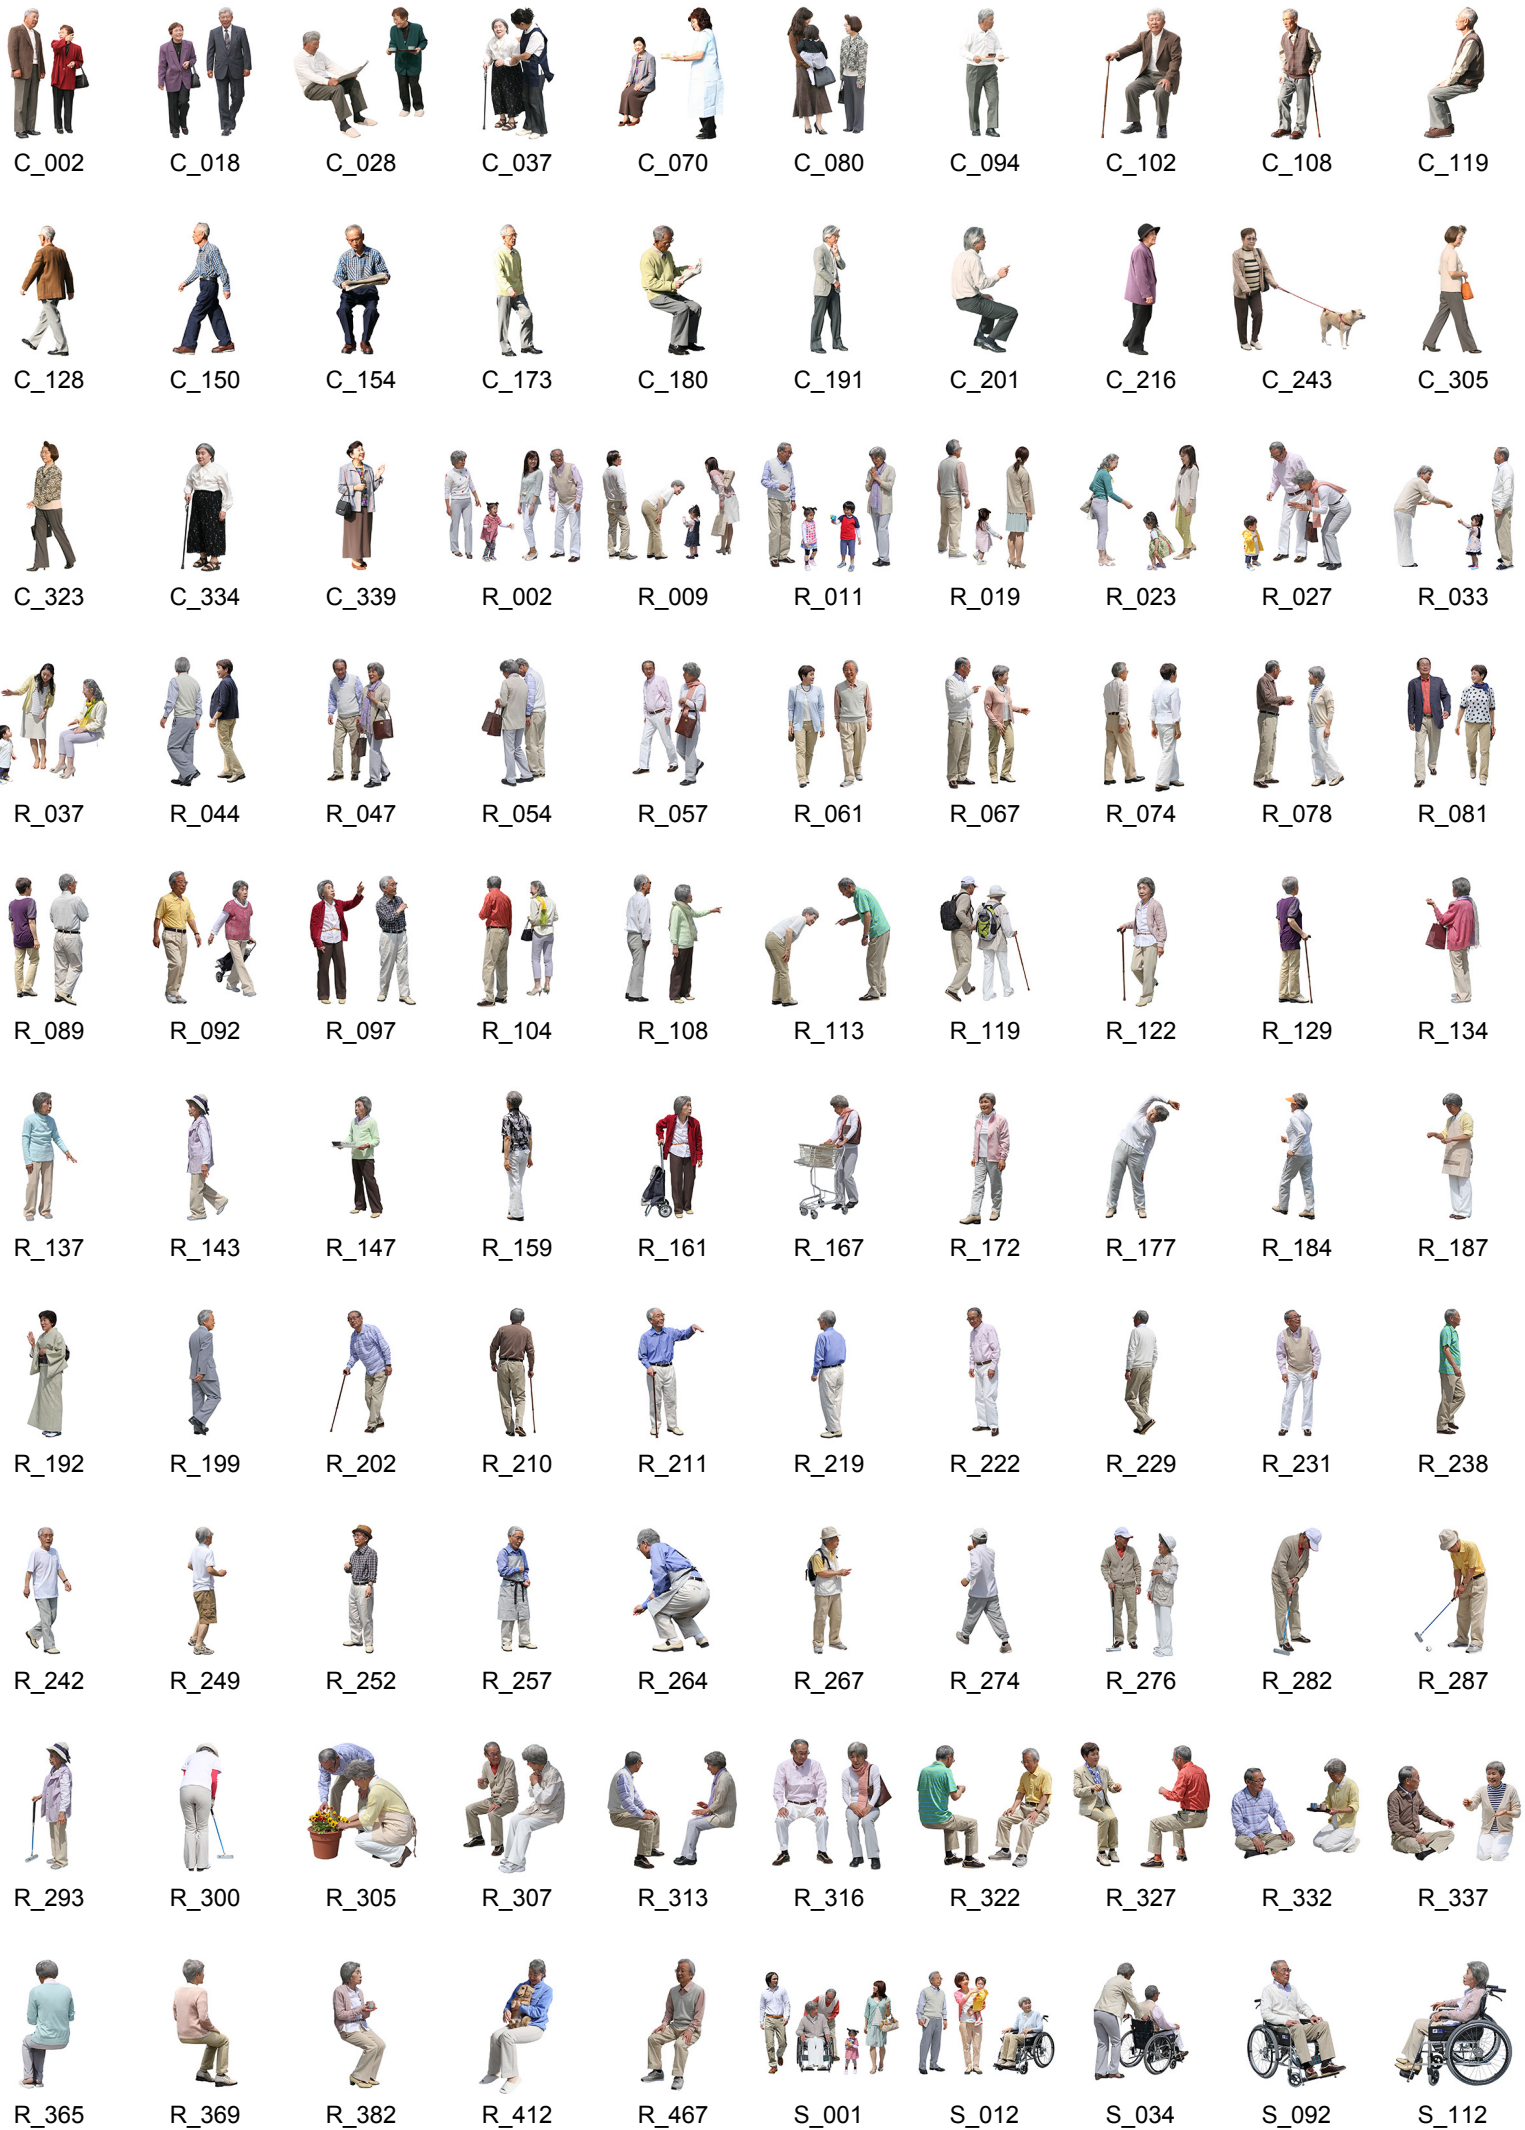 C_002 C_018 C_028 C_037 C_070 C_080 C_094 C_102 C_108 C_119
C_128 C_150 C_154 C_173 C_180 C_191 C_201 C_216 C_243 C_305
C_323 C_334 C_339 R_002 R_009 R_011 R_019 R_023 R_027 R_033
R_037 R_044 R_047 R_054 R_057 R_061 R_067 R_074 R_078 R_081
R_089 R_092 R_097 R_104 R_108 R_113 R_119 R_122 R_129 R_134
R_137 R_143 R_147 R_159 R_161 R_167 R_172 R_177 R_184 R_187
R_192 R_199 R_202 R_210 R_211 R_219 R_222 R_229 R_231 R_238
R_242 R_249 R_252 R_257 R_264 R_267 R_274 R_276 R_282 R_287
R_293 R_300 R_305 R_307 R_313 R_316 R_322 R_327 R_332 R_337
R_365 R_369 R_382 R_412 R_467 S_001 S_012 S_034 S_092 S_112